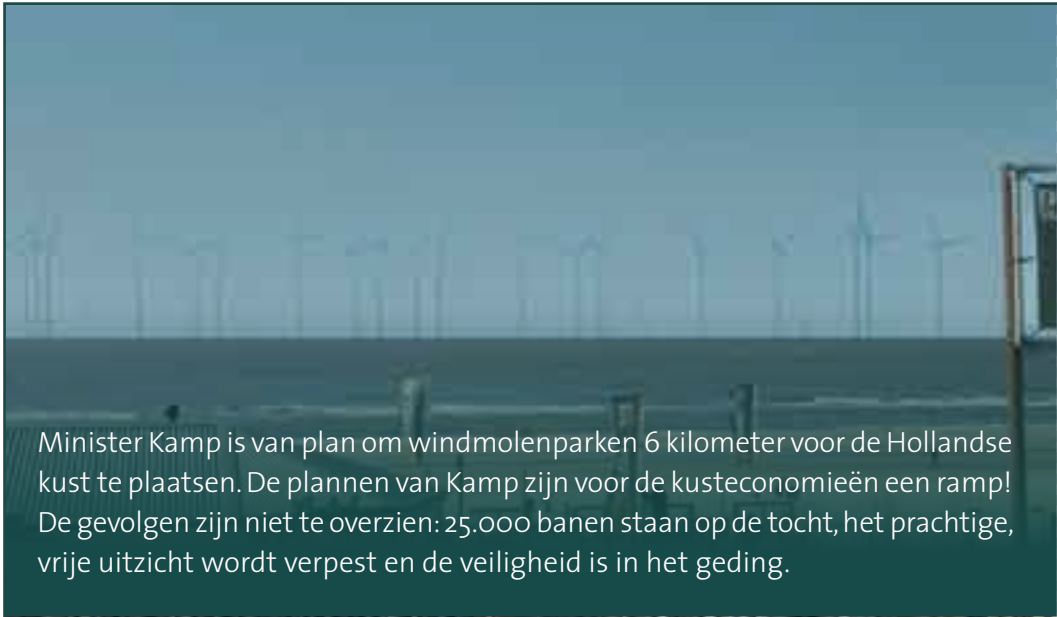 Minister Kamp is van plan om windmolenparken 6 kilometer voor de Hollandse
kust te plaatsen. De plannen van Kamp zijn voor de kusteconomieën een ramp!
De gevolgen zijn niet te overzien: 25.000 banen staan op de tocht, het prachtige,
vrije uitzicht wordt verpest en de veiligheid is in het geding.